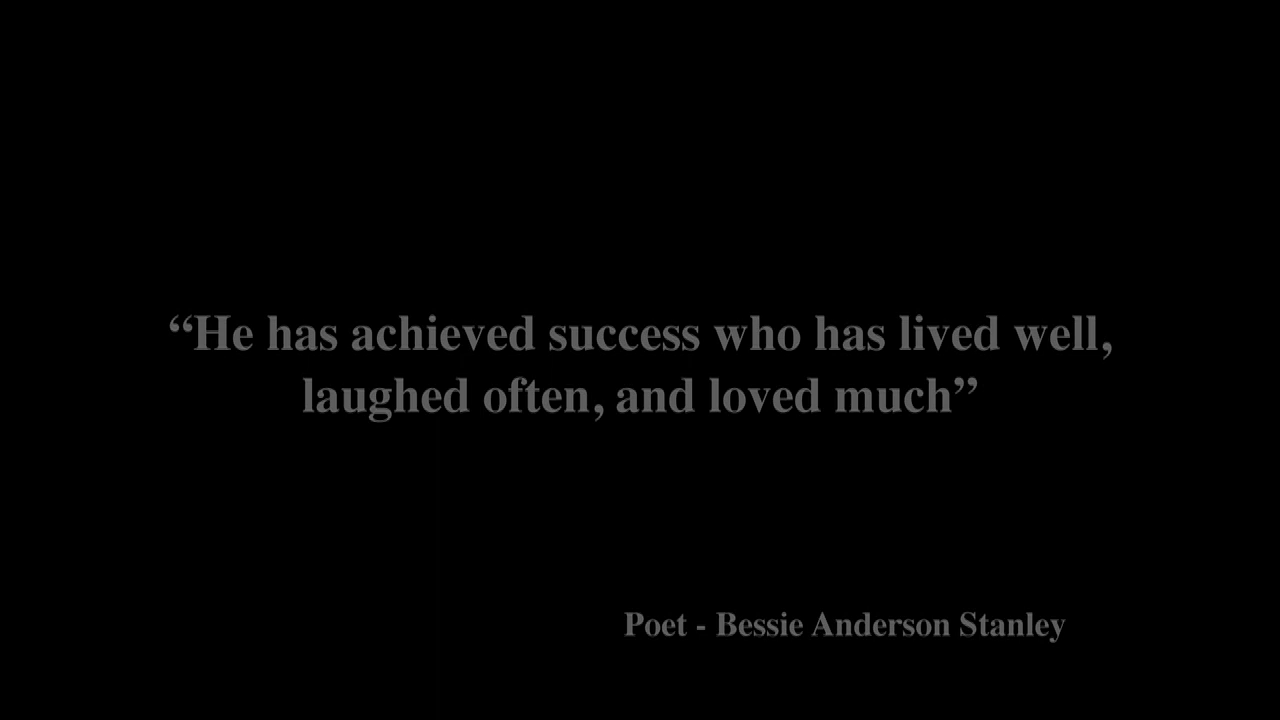 “He has achieved success who has lived well,
laughed often, and loved much”
Poet - Bessie Anderson Stanley